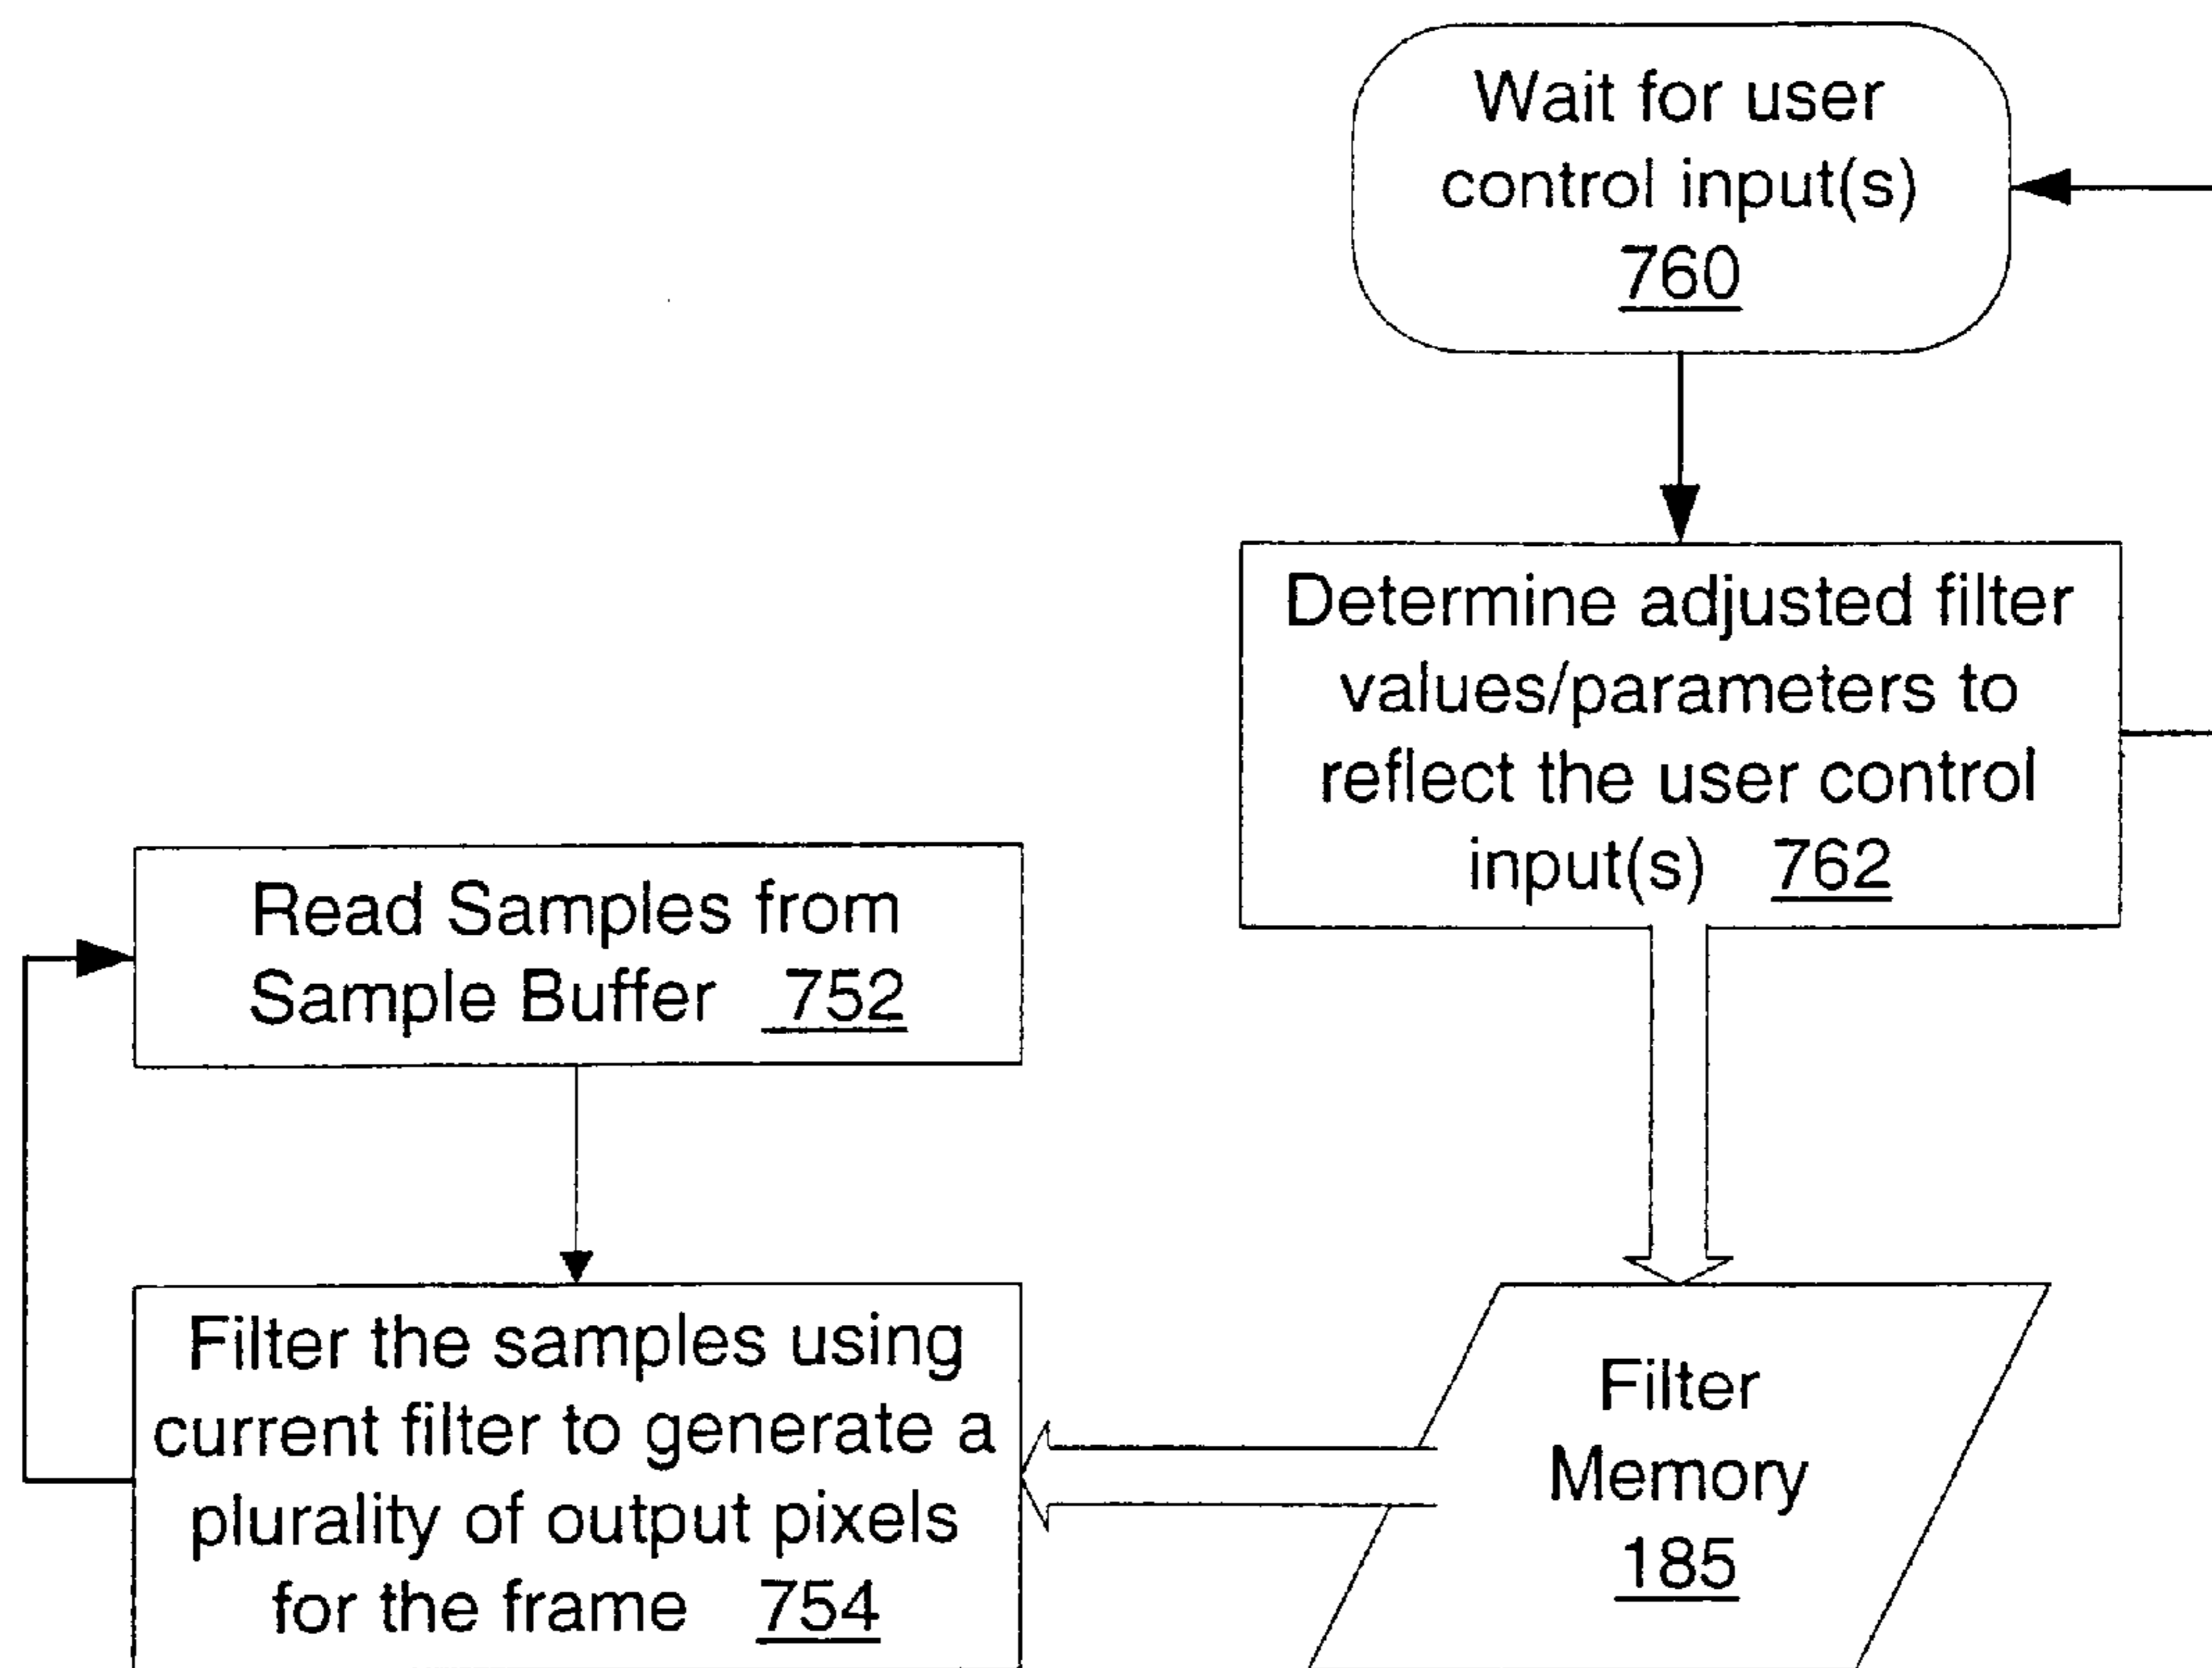 Wait for user
control input(s)
760
Determine adjusted filter
values/parameters to
reflect the user control
input(s) 762
Read Samples from
Sample Buffer 752
Filter the samples using
current filter to generate a
plurality of output pixels
for the frame 754
Filter
Memory
185